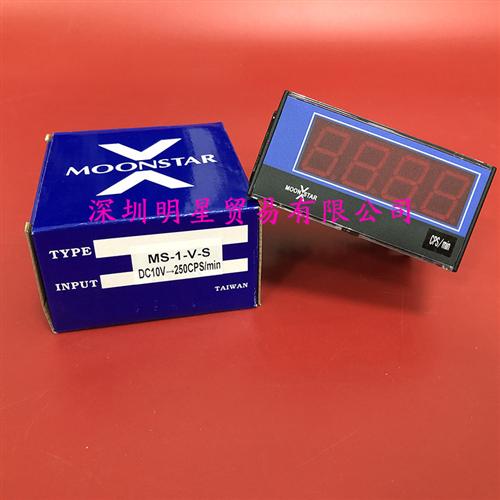 MOONSTAR
深圳明星贸易有限公司
TYPE
MS-1-V-S
INPUT
DC10V→250CPS/min
TAIWAN
8888
MOONSTAR
CPS/min